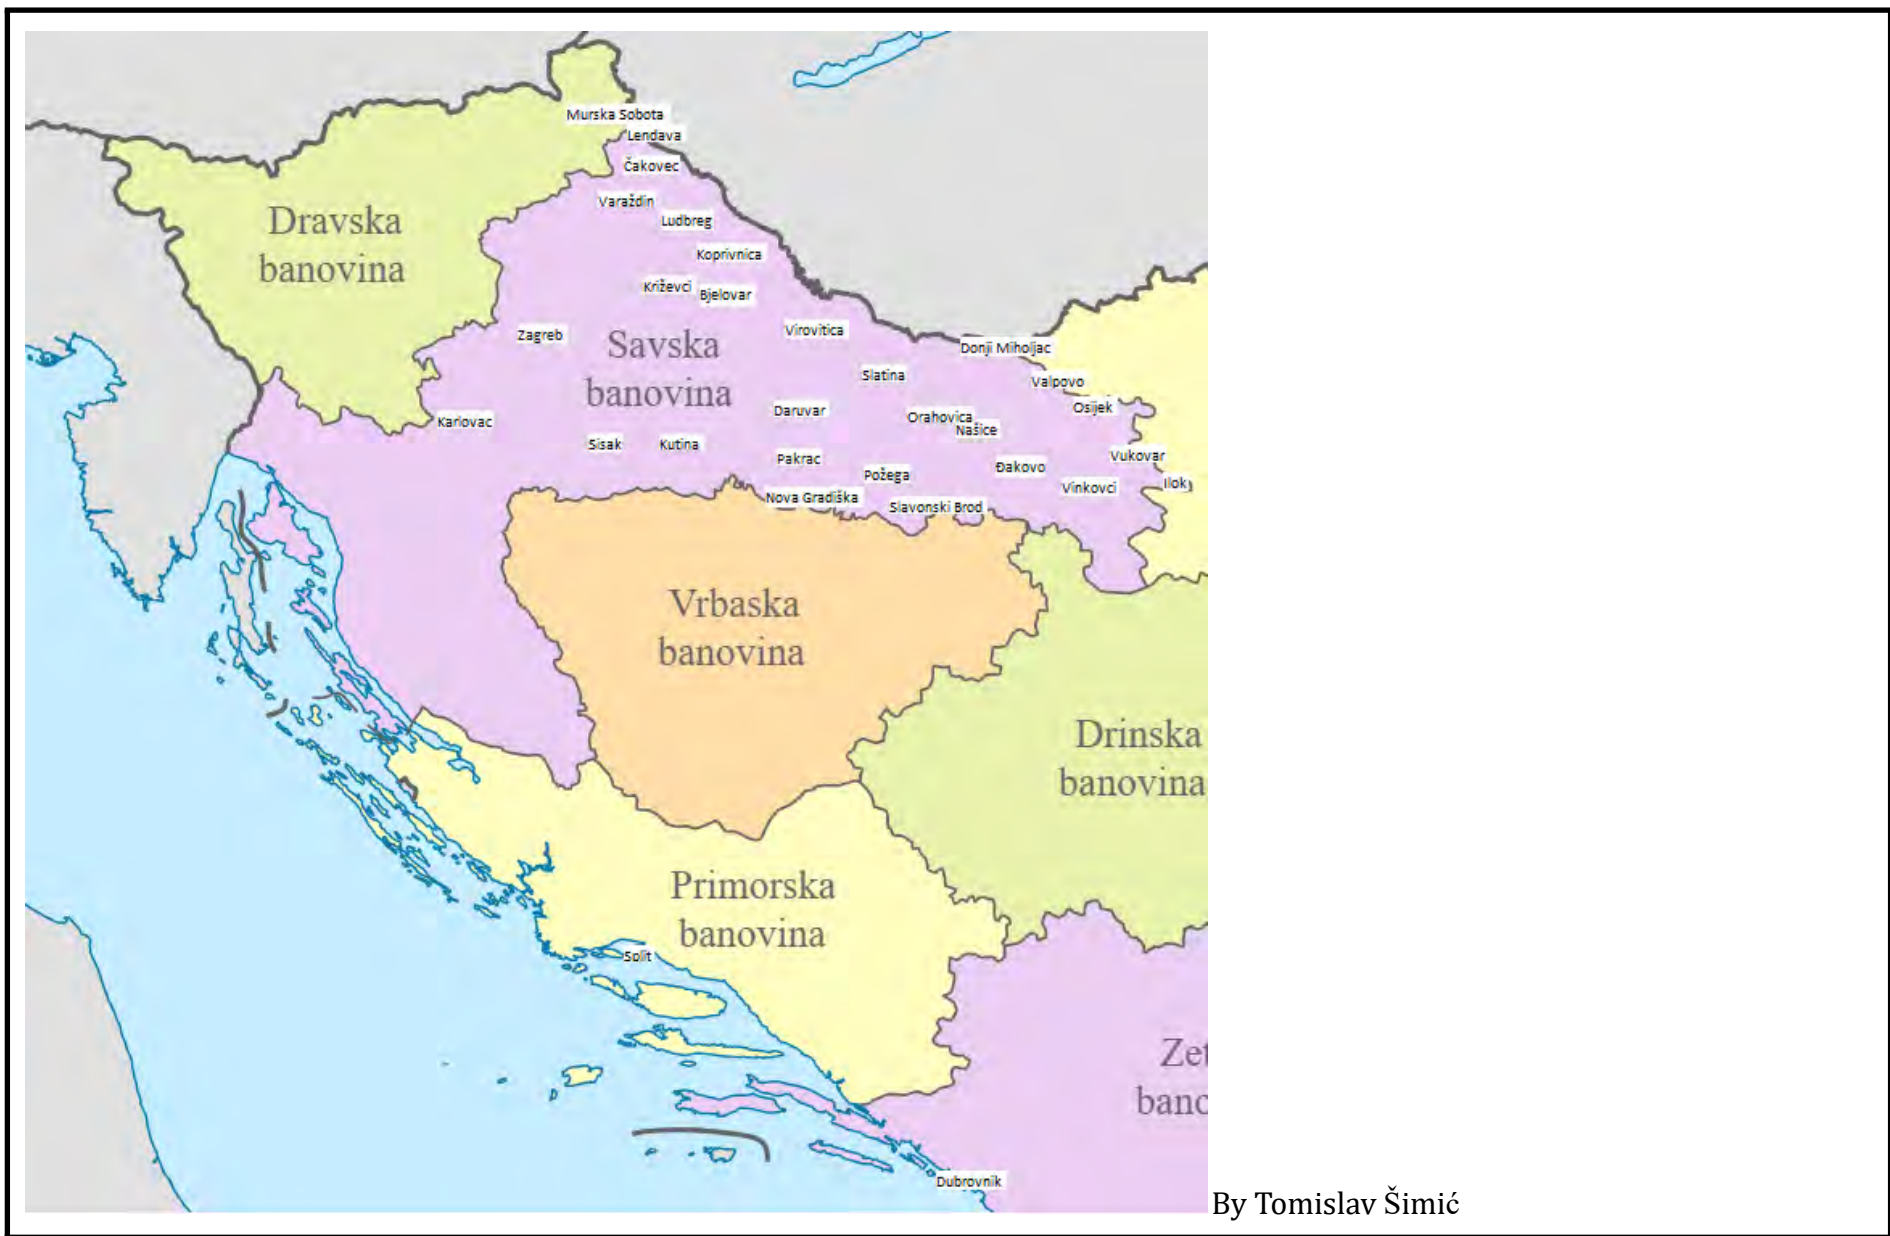 Murska Sobota
Lendava
Čakovec
Varaždin
Ludbreg
Dravska
banovina
Koprivnica
Križevci
Bjelovar
Zagreb
Savska
banovina
Virovitica
Donji Miholjac
Slatina
Valpovo
Osijek
Daruvar
Orahovica
Našice
Karlovac
Sisak
Kutina
Pakrac
Požega
Đakovo
Vukovar
Vinkovci
Ilok
Nova Gradiška
Slavonski Brod
Vrbaska
banovina
Drinska
banovina
Primorska
banovina
Split
Zet
bano
Dubrovnik
By Tomislav Šimić